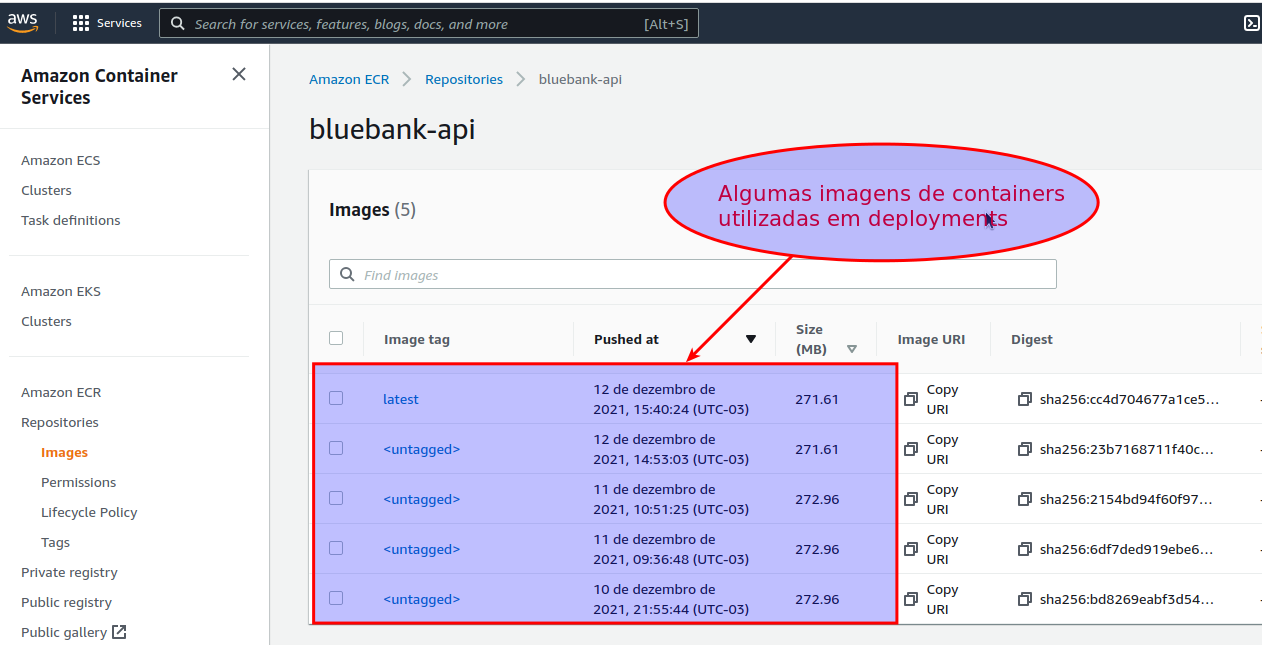 aws Services Search for services, features, blogs, docs, and more [Alt+S]
Amazon Container
Services
Amazon ECS
Clusters
Task definitions
Amazon EKS
Clusters
Amazon ECR
Repositories
Images
Permissions
Lifecycle Policy
Tags
Private registry
Public registry
Public gallery
Amazon ECR Repositories bluebank-api
bluebank-api
Algumas imagens de containers
utilizadas em deployments
Images (5)
Find images
Image tag Pushed at Size
(MB) Image URI Digest
latest 12 de dezembro de
2021, 15:40:24 (UTC-03) 271.61 Copy
URI sha256:cc4d704677a1ce5...
<untagged> 12 de dezembro de
2021, 14:53:03 (UTC-03) 271.61 Copy
URI sha256:23b7168711f40c...
<untagged> 11 de dezembro de
2021, 10:51:25 (UTC-03) 272.96 Copy
URI sha256:2154bd94f60f97...
<untagged> 11 de dezembro de
2021, 09:36:48 (UTC-03) 272.96 Copy
URI sha256:6df7ded919ebe6...
<untagged> 10 de dezembro de
2021, 21:55:44 (UTC-03) 272.96 Copy
URI sha256:bd8269eabf3d54...